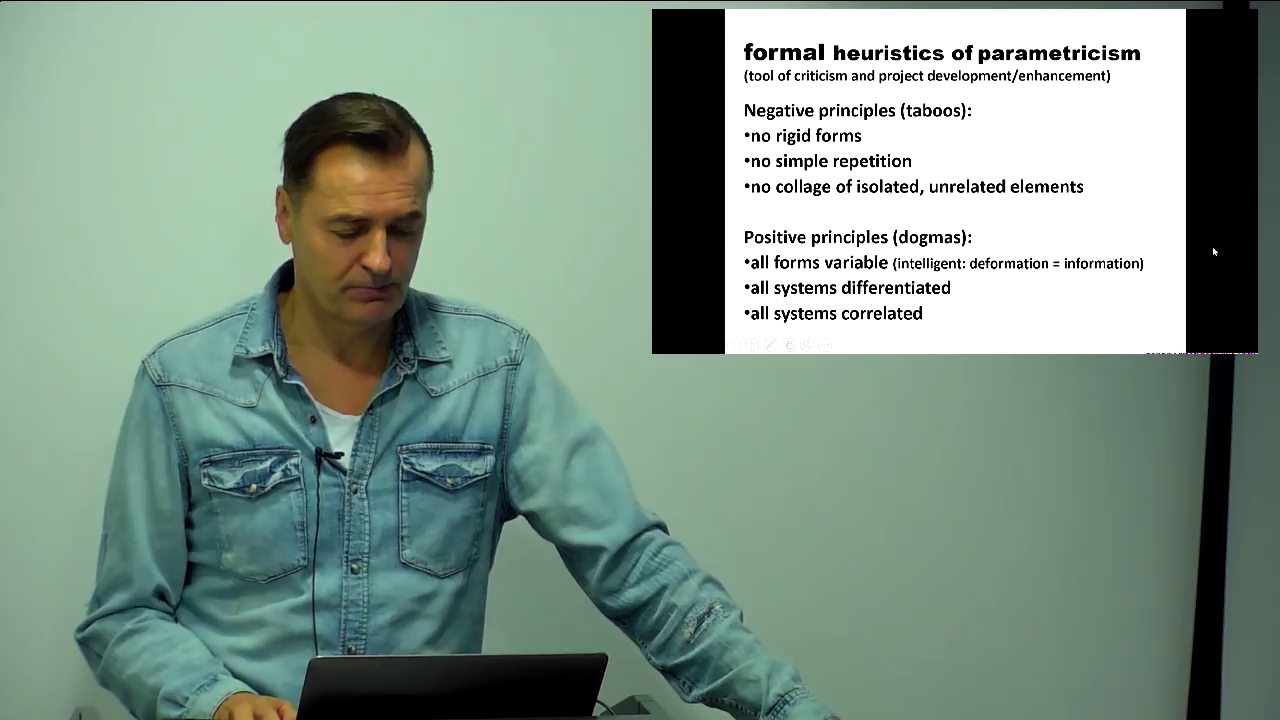 formal heuristics of parametricism
(tool of criticism and project development/enhancement)
Negative principles (taboos):
•no rigid forms
•no simple repetition
•no collage of isolated, unrelated elements
Positive principles (dogmas):
•all forms variable (intelligent: deformation = information)
•all systems differentiated
•all systems correlated